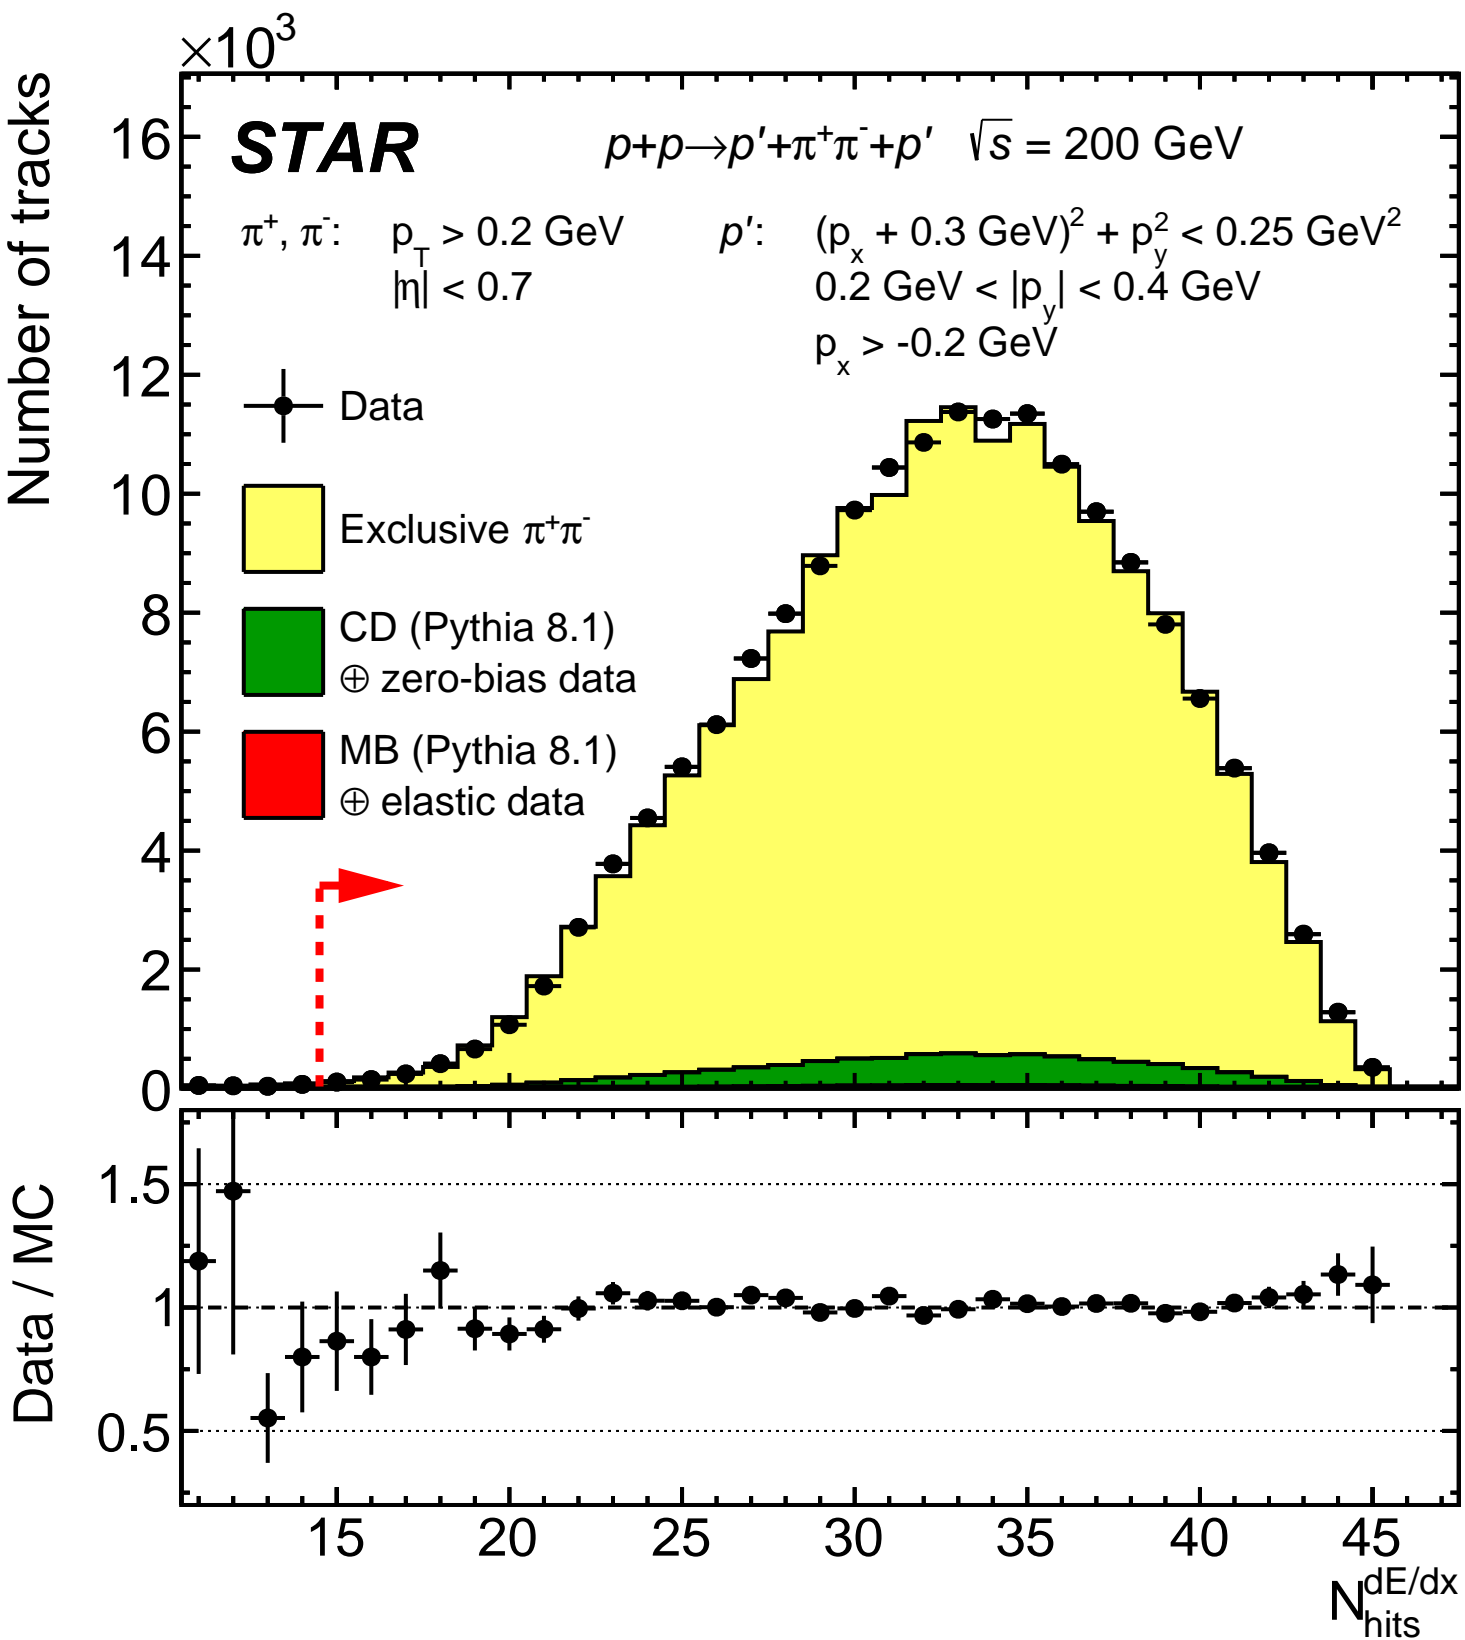 ×10³
Number of tracks
16
14
12
10
8
6
4
2
0
STAR
p+p→p′+π⁺π⁻+p′ √s = 200 GeV
π⁺, π⁻: p_T > 0.2 GeV
|η| < 0.7
p′: (p_x + 0.3 GeV)² + p_y² < 0.25 GeV²
0.2 GeV < |p_y| < 0.4 GeV
p_x > -0.2 GeV
Data
Exclusive π⁺π⁻
CD (Pythia 8.1)
⊕ zero-bias data
MB (Pythia 8.1)
⊕ elastic data
Data / MC
1.5
1
0.5
15 20 25 30 35 40 45
N_hits^dE/dx